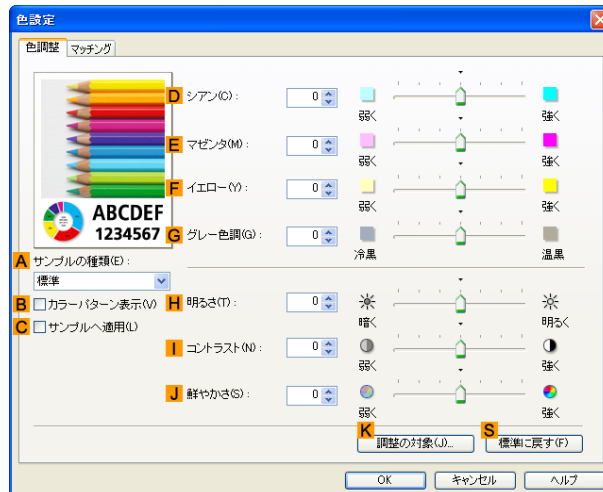 色設定
色調整 マッチング
ABCDEF
1234567
A サンプルの種類(E):
標準
B カラーパターン表示(V)
C サンプルへ適用(L)
D シアン(C): 0
弱く 強く
E マゼンタ(M): 0
弱く 強く
F イエロー(Y): 0
弱く 強く
G グレー色調(G): 0
冷黒 温黒
H 明るさ(T): 0
暗く 明るく
I コントラスト(N): 0
弱く 強く
J 鮮やかさ(S): 0
弱く 強く
K 調整の対象(J)... S 標準に戻す(F)
OK キャンセル ヘルプ